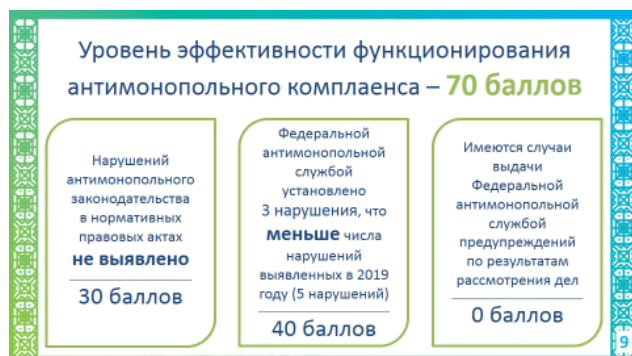 Уровень эффективности функционирования
антимонопольного комплаенса – 70 баллов
Нарушений
антимонопольного
законодательства
в нормативных
правовых актах
не выявлено
30 баллов
Федеральной
антимонопольной
службой
установлено
3 нарушения, что
меньше числа
нарушений
выявленных в 2019
году (5 нарушений)
40 баллов
Имеются случаи
выдачи
Федеральной
антимонопольной
службой
предупреждений
по результатам
рассмотрения дел
0 баллов
9